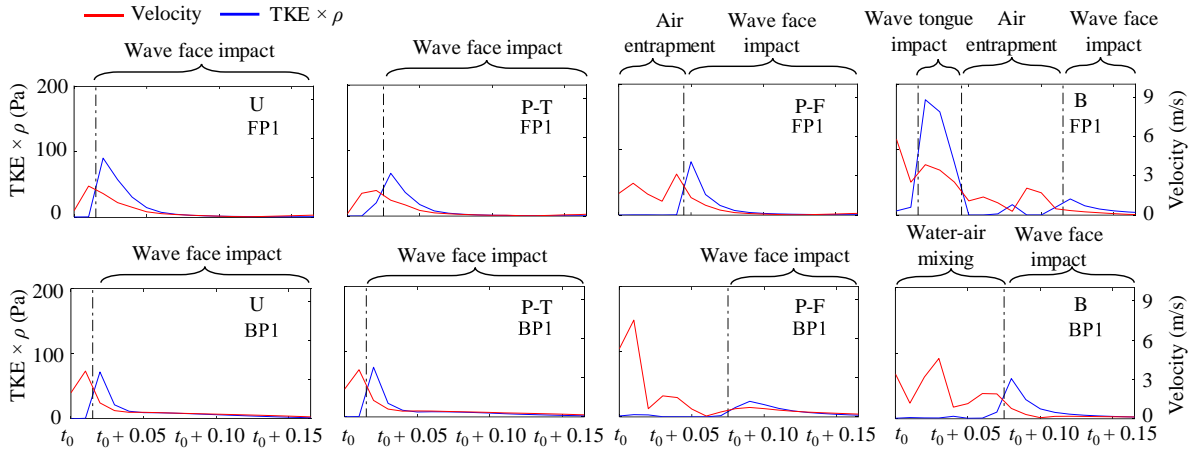 Velocity TKE × ρ
Air entrapment Wave face impact
Wave tongue impact Air entrapment Wave face impact
Wave face impact
Wave face impact
TKE × ρ (Pa)
200
100
0
U
FP1
P-T
FP1
P-F
FP1
B
FP1
9
6
3
0
Velocity (m/s)
Wave face impact
Wave face impact
Wave face impact
Water-air mixing Wave face impact
TKE × ρ (Pa)
200
100
0
U
BP1
P-T
BP1
P-F
BP1
B
BP1
9
6
3
0
Velocity (m/s)
t0 t0 + 0.05 t0 + 0.10 t0 + 0.15
t0 t0 + 0.05 t0 + 0.10 t0 + 0.15
t0 t0 + 0.05 t0 + 0.10 t0 + 0.15
t0 t0 + 0.05 t0 + 0.10 t0 + 0.15